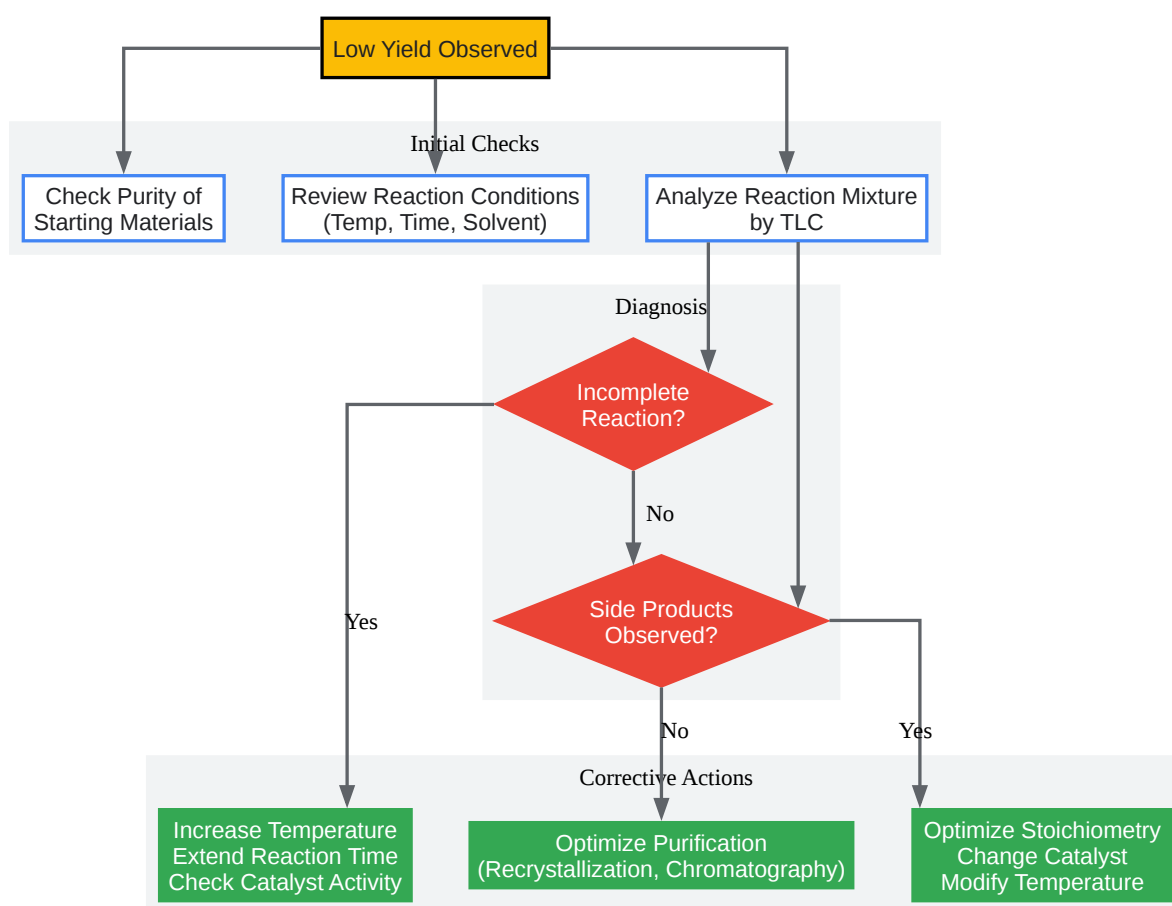 Low Yield Observed
Initial Checks
Check Purity of
Starting Materials
Review Reaction Conditions
(Temp, Time, Solvent)
Analyze Reaction Mixture
by TLC
Diagnosis
Incomplete
Reaction?
No
Side Products
Observed?
Yes
No
Yes
Corrective Actions
Increase Temperature
Extend Reaction Time
Check Catalyst Activity
Optimize Purification
(Recrystallization, Chromatography)
Optimize Stoichiometry
Change Catalyst
Modify Temperature